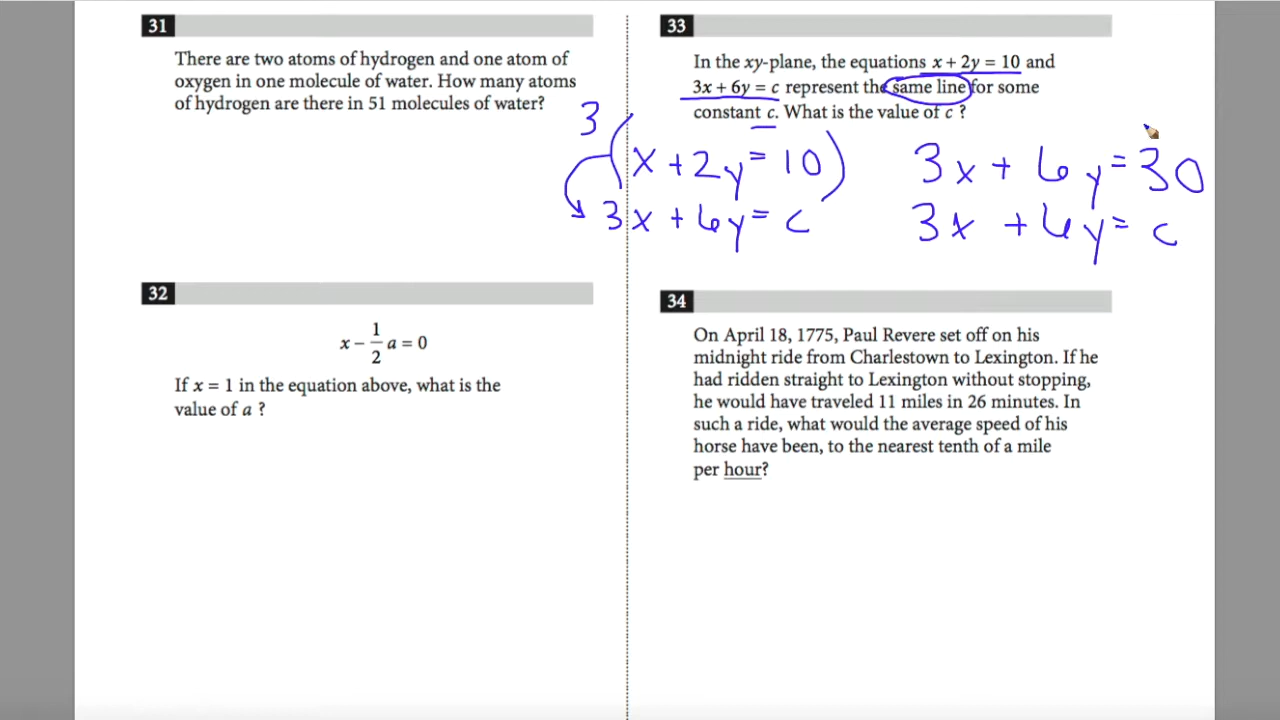 31
There are two atoms of hydrogen and one atom of
oxygen in one molecule of water. How many atoms
of hydrogen are there in 51 molecules of water?
32
x − 1/2 a = 0
If x = 1 in the equation above, what is the
value of a ?
33
In the xy-plane, the equations x + 2y = 10 and
3x + 6y = c represent the same line for some
constant c. What is the value of c ?
3(x + 2y = 10)
3x + 6y = c
3x + 6y = 30
3x + 6y = c
34
On April 18, 1775, Paul Revere set off on his
midnight ride from Charlestown to Lexington. If he
had ridden straight to Lexington without stopping,
he would have traveled 11 miles in 26 minutes. In
such a ride, what would the average speed of his
horse have been, to the nearest tenth of a mile
per hour?